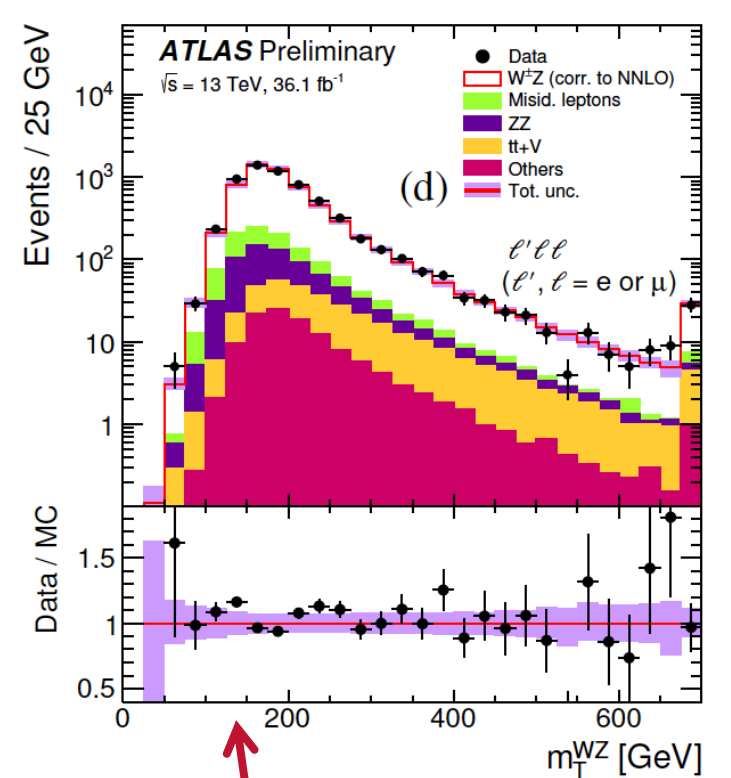 ATLAS Preliminary
√s = 13 TeV, 36.1 fb⁻¹
Data
W±Z (corr. to NNLO)
Misid. leptons
ZZ
tt+V
Others
Tot. unc.
(d)
ℓ′ℓℓ
(ℓ′, ℓ = e or μ)
Events / 25 GeV
10⁴
10³
10²
10
1
Data / MC
1.5
1
0.5
0
200
400
600
m_T^WZ [GeV]